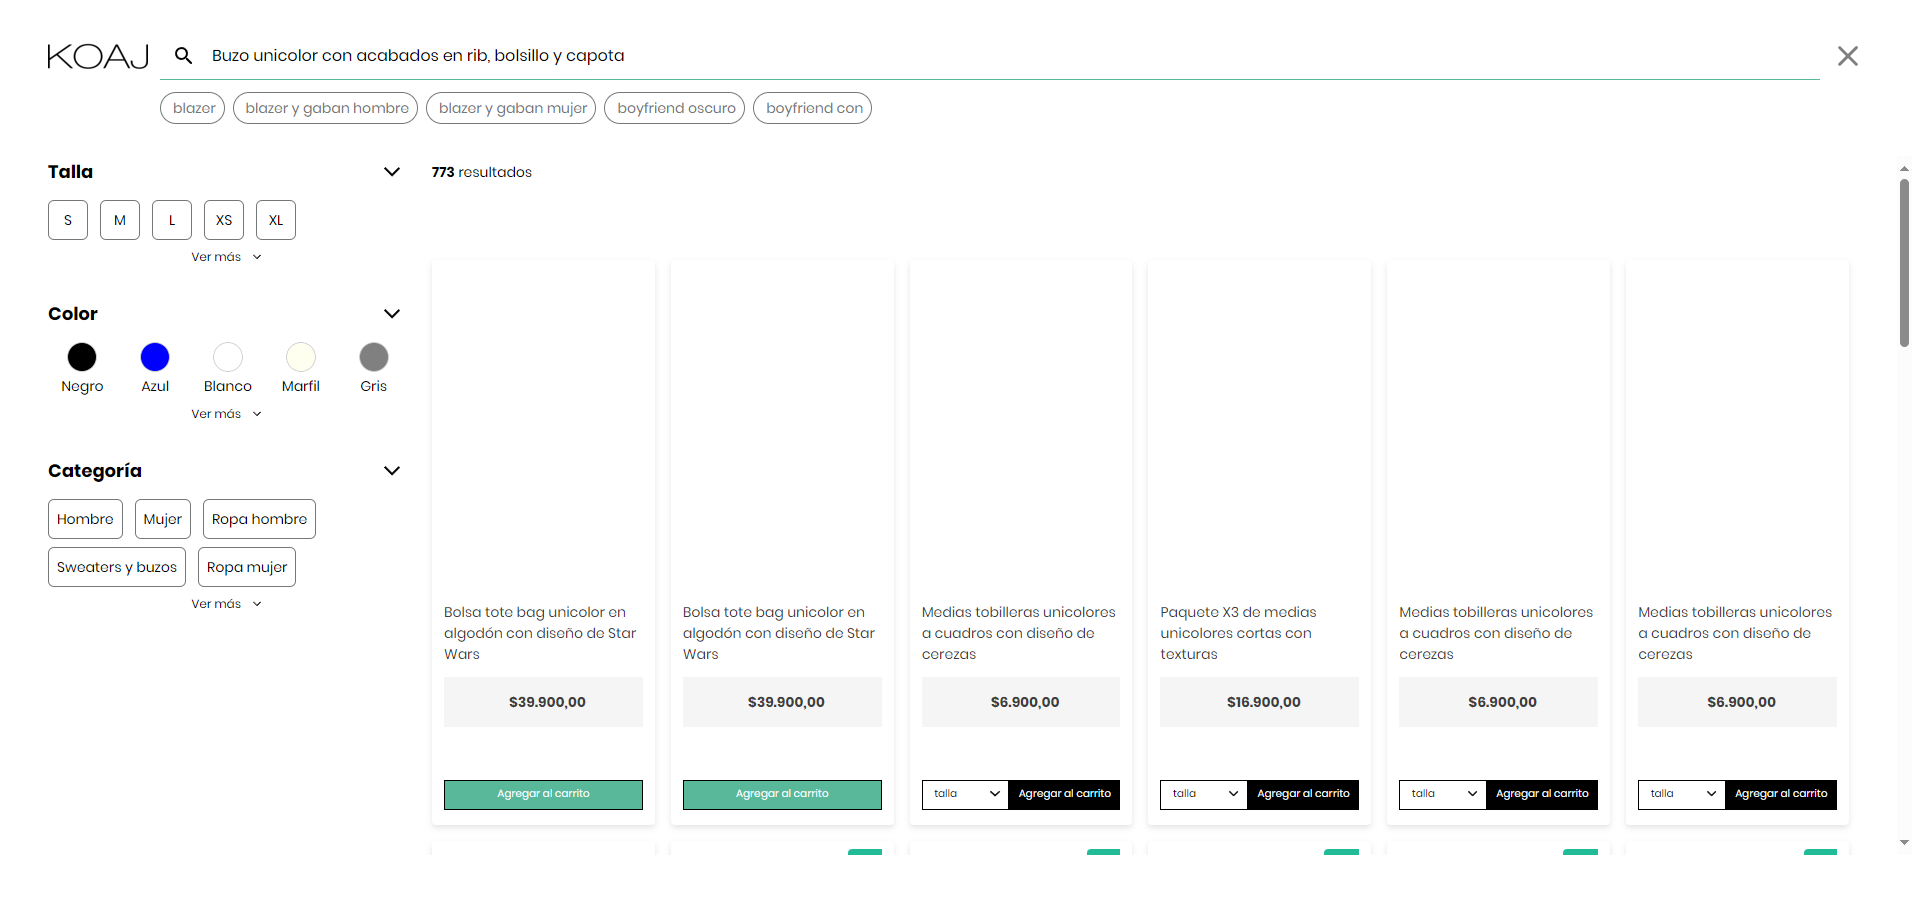 KOAJ
Buzo unicolor con acabados en rib, bolsillo y capota
blazer
blazer y gaban hombre
blazer y gaban mujer
boyfriend oscuro
boyfriend con
Talla
S
M
L
XS
XL
Ver más
Color
Negro
Azul
Blanco
Marfil
Gris
Ver más
Categoría
Hombre
Mujer
Ropa hombre
Sweaters y buzos
Ropa mujer
Ver más
773 resultados
Bolsa tote bag unicolor en
algodón con diseño de Star
Wars
$39.900,00
Agregar al carrito
Bolsa tote bag unicolor en
algodón con diseño de Star
Wars
$39.900,00
Agregar al carrito
Medias tobilleras unicolores
a cuadros con diseño de
cerezas
$6.900,00
talla
Agregar al carrito
Paquete X3 de medias
unicolores cortas con
texturas
$16.900,00
talla
Agregar al carrito
Medias tobilleras unicolores
a cuadros con diseño de
cerezas
$6.900,00
talla
Agregar al carrito
Medias tobilleras unicolores
a cuadros con diseño de
cerezas
$6.900,00
talla
Agregar al carrito